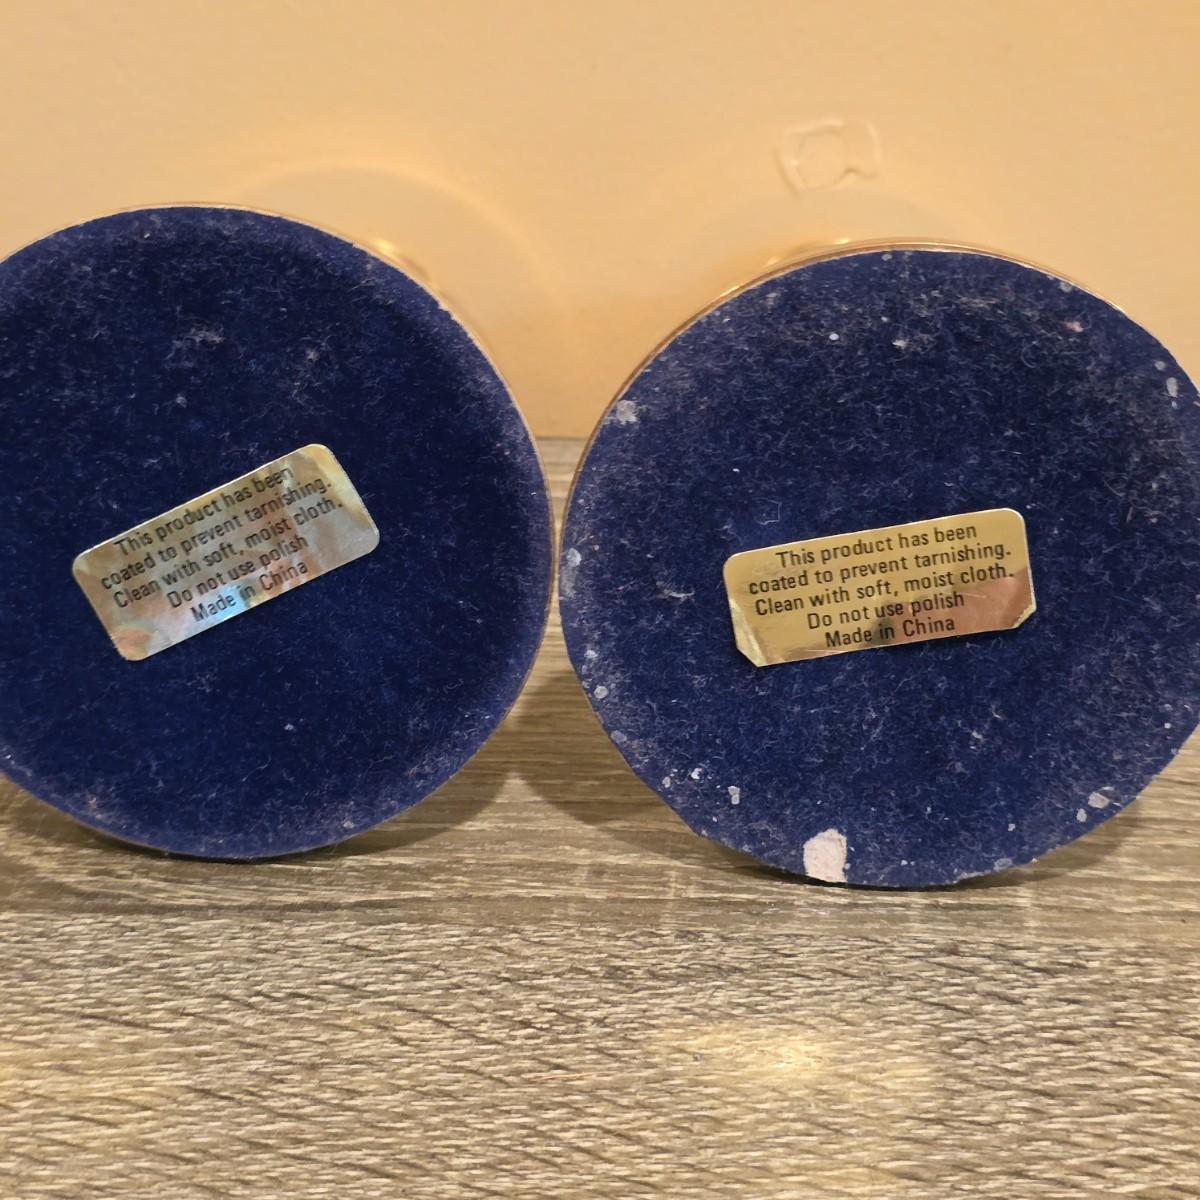 This product has been
coated to prevent tarnishing.
Clean with soft, moist cloth.
Do not use polish
Made in China
This product has been
coated to prevent tarnishing.
Clean with soft, moist cloth.
Do not use polish
Made in China